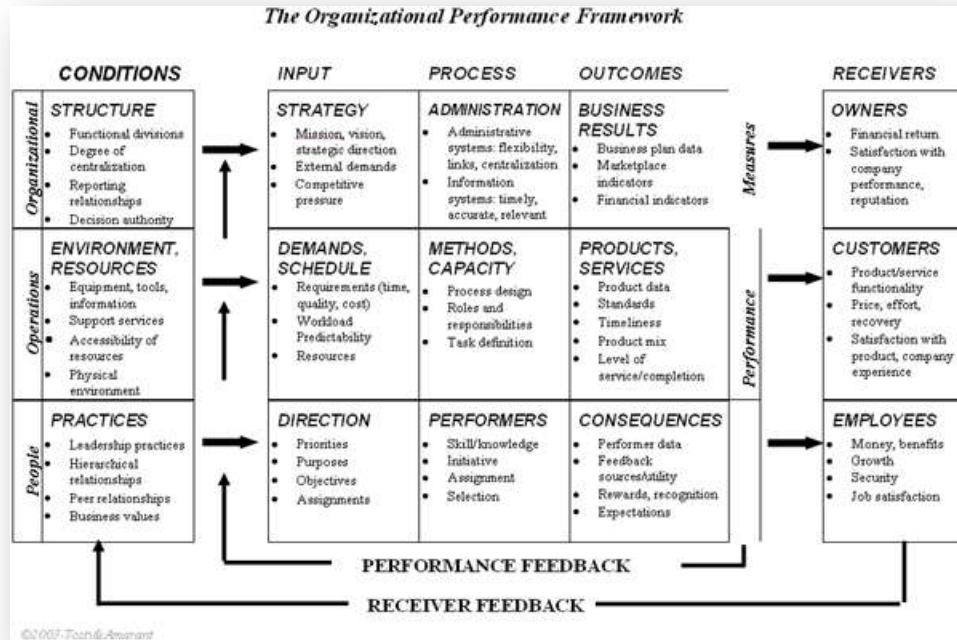 The Organizational Performance Framework
CONDITIONS
INPUT
PROCESS
OUTCOMES
RECEIVERS
Organizational
STRUCTURE
• Functional divisions
• Degree of
centralization
• Reporting
relationships
• Decision authority
STRATEGY
• Mission, vision,
strategic direction
• External demands
• Competitive
pressure
ADMINISTRATION
• Administrative
systems: flexibility,
links, centralization
• Information
systems: timely,
accurate, relevant
BUSINESS
RESULTS
• Business plan data
• Marketplace
indicators
• Financial indicators
Measures
OWNERS
• Financial return
• Satisfaction with
company
performance,
reputation
Operations
ENVIRONMENT,
RESOURCES
• Equipment, tools,
information
• Support services
• Accessibility of
resources
• Physical
environment
DEMANDS,
SCHEDULE
• Requirements (time,
quality, cost)
• Workload
Predictability
• Resources
METHODS,
CAPACITY
• Process design
• Roles and
responsibilities
• Task definition
PRODUCTS,
SERVICES
• Product data
• Standards
• Timeliness
• Product mix
• Level of
service/completion
Performance
CUSTOMERS
• Product/service
functionality
• Price, effort,
recovery
• Satisfaction with
product, company
experience
People
PRACTICES
• Leadership practices
• Hierarchical
relationships
• Peer relationships
• Business values
DIRECTION
• Priorities
• Purposes
• Objectives
• Assignments
PERFORMERS
• Skill/knowledge
• Initiative
• Assignment
• Selection
CONSEQUENCES
• Performer data
• Feedback
sources/utility
• Rewards, recognition
• Expectations
EMPLOYEES
• Money, benefits
• Growth
• Security
• Job satisfaction
PERFORMANCE FEEDBACK
RECEIVER FEEDBACK
©2007-Tosti & Amarant